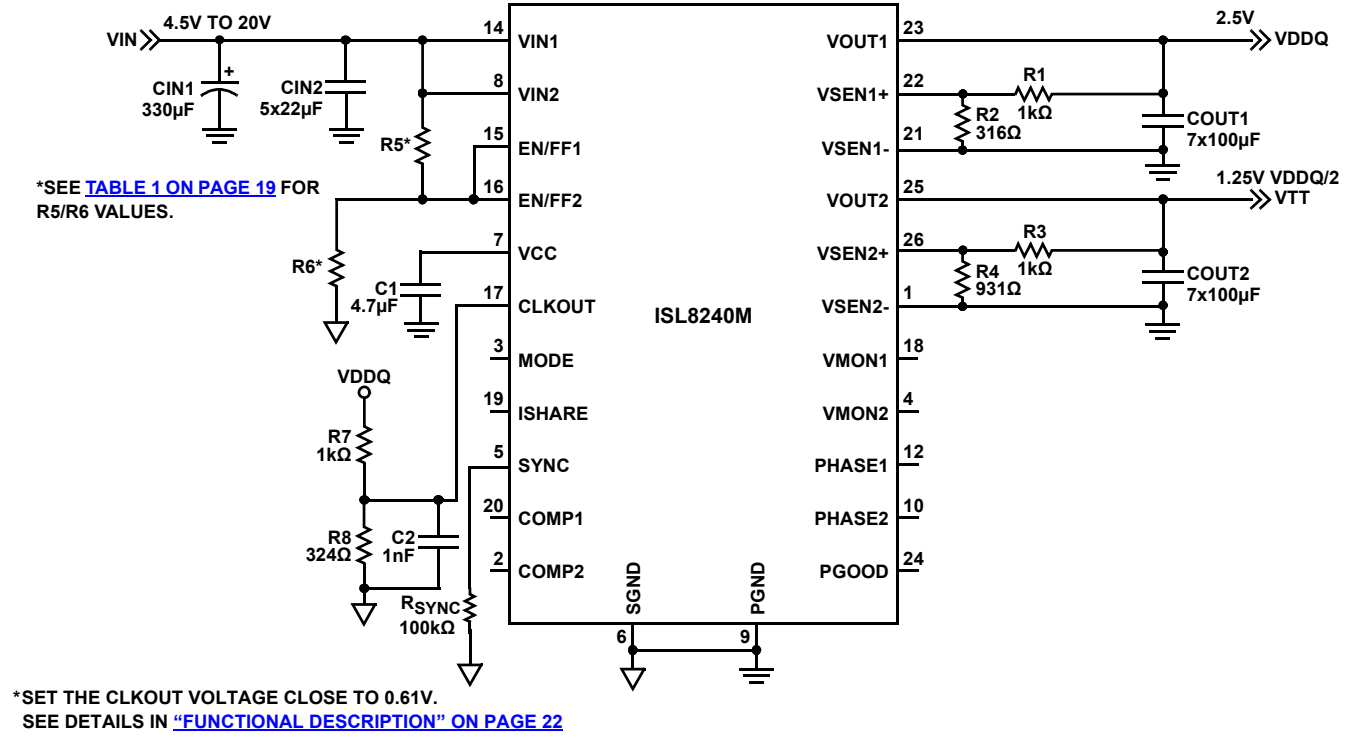 VIN
4.5V TO 20V
CIN1
+
330µF
CIN2
5x22µF
R5*
*SEE TABLE 1 ON PAGE 19 FOR
R5/R6 VALUES.
R6*
C1
4.7µF
VDDQ
R7
1kΩ
R8
324Ω
C2
1nF
RSYNC
100kΩ
14
VIN1
8
VIN2
15
EN/FF1
16
EN/FF2
7
VCC
17
CLKOUT
3
MODE
19
ISHARE
5
SYNC
20
COMP1
2
COMP2
ISL8240M
SGND
6
PGND
9
VOUT1
23
VSEN1+
22
VSEN1-
21
VOUT2
25
VSEN2+
26
VSEN2-
1
VMON1
18
VMON2
4
PHASE1
12
PHASE2
10
PGOOD
24
2.5V
VDDQ
R1
1kΩ
R2
316Ω
COUT1
7x100µF
1.25V VDDQ/2
VTT
R3
1kΩ
R4
931Ω
COUT2
7x100µF
*SET THE CLKOUT VOLTAGE CLOSE TO 0.61V.
SEE DETAILS IN “FUNCTIONAL DESCRIPTION” ON PAGE 22